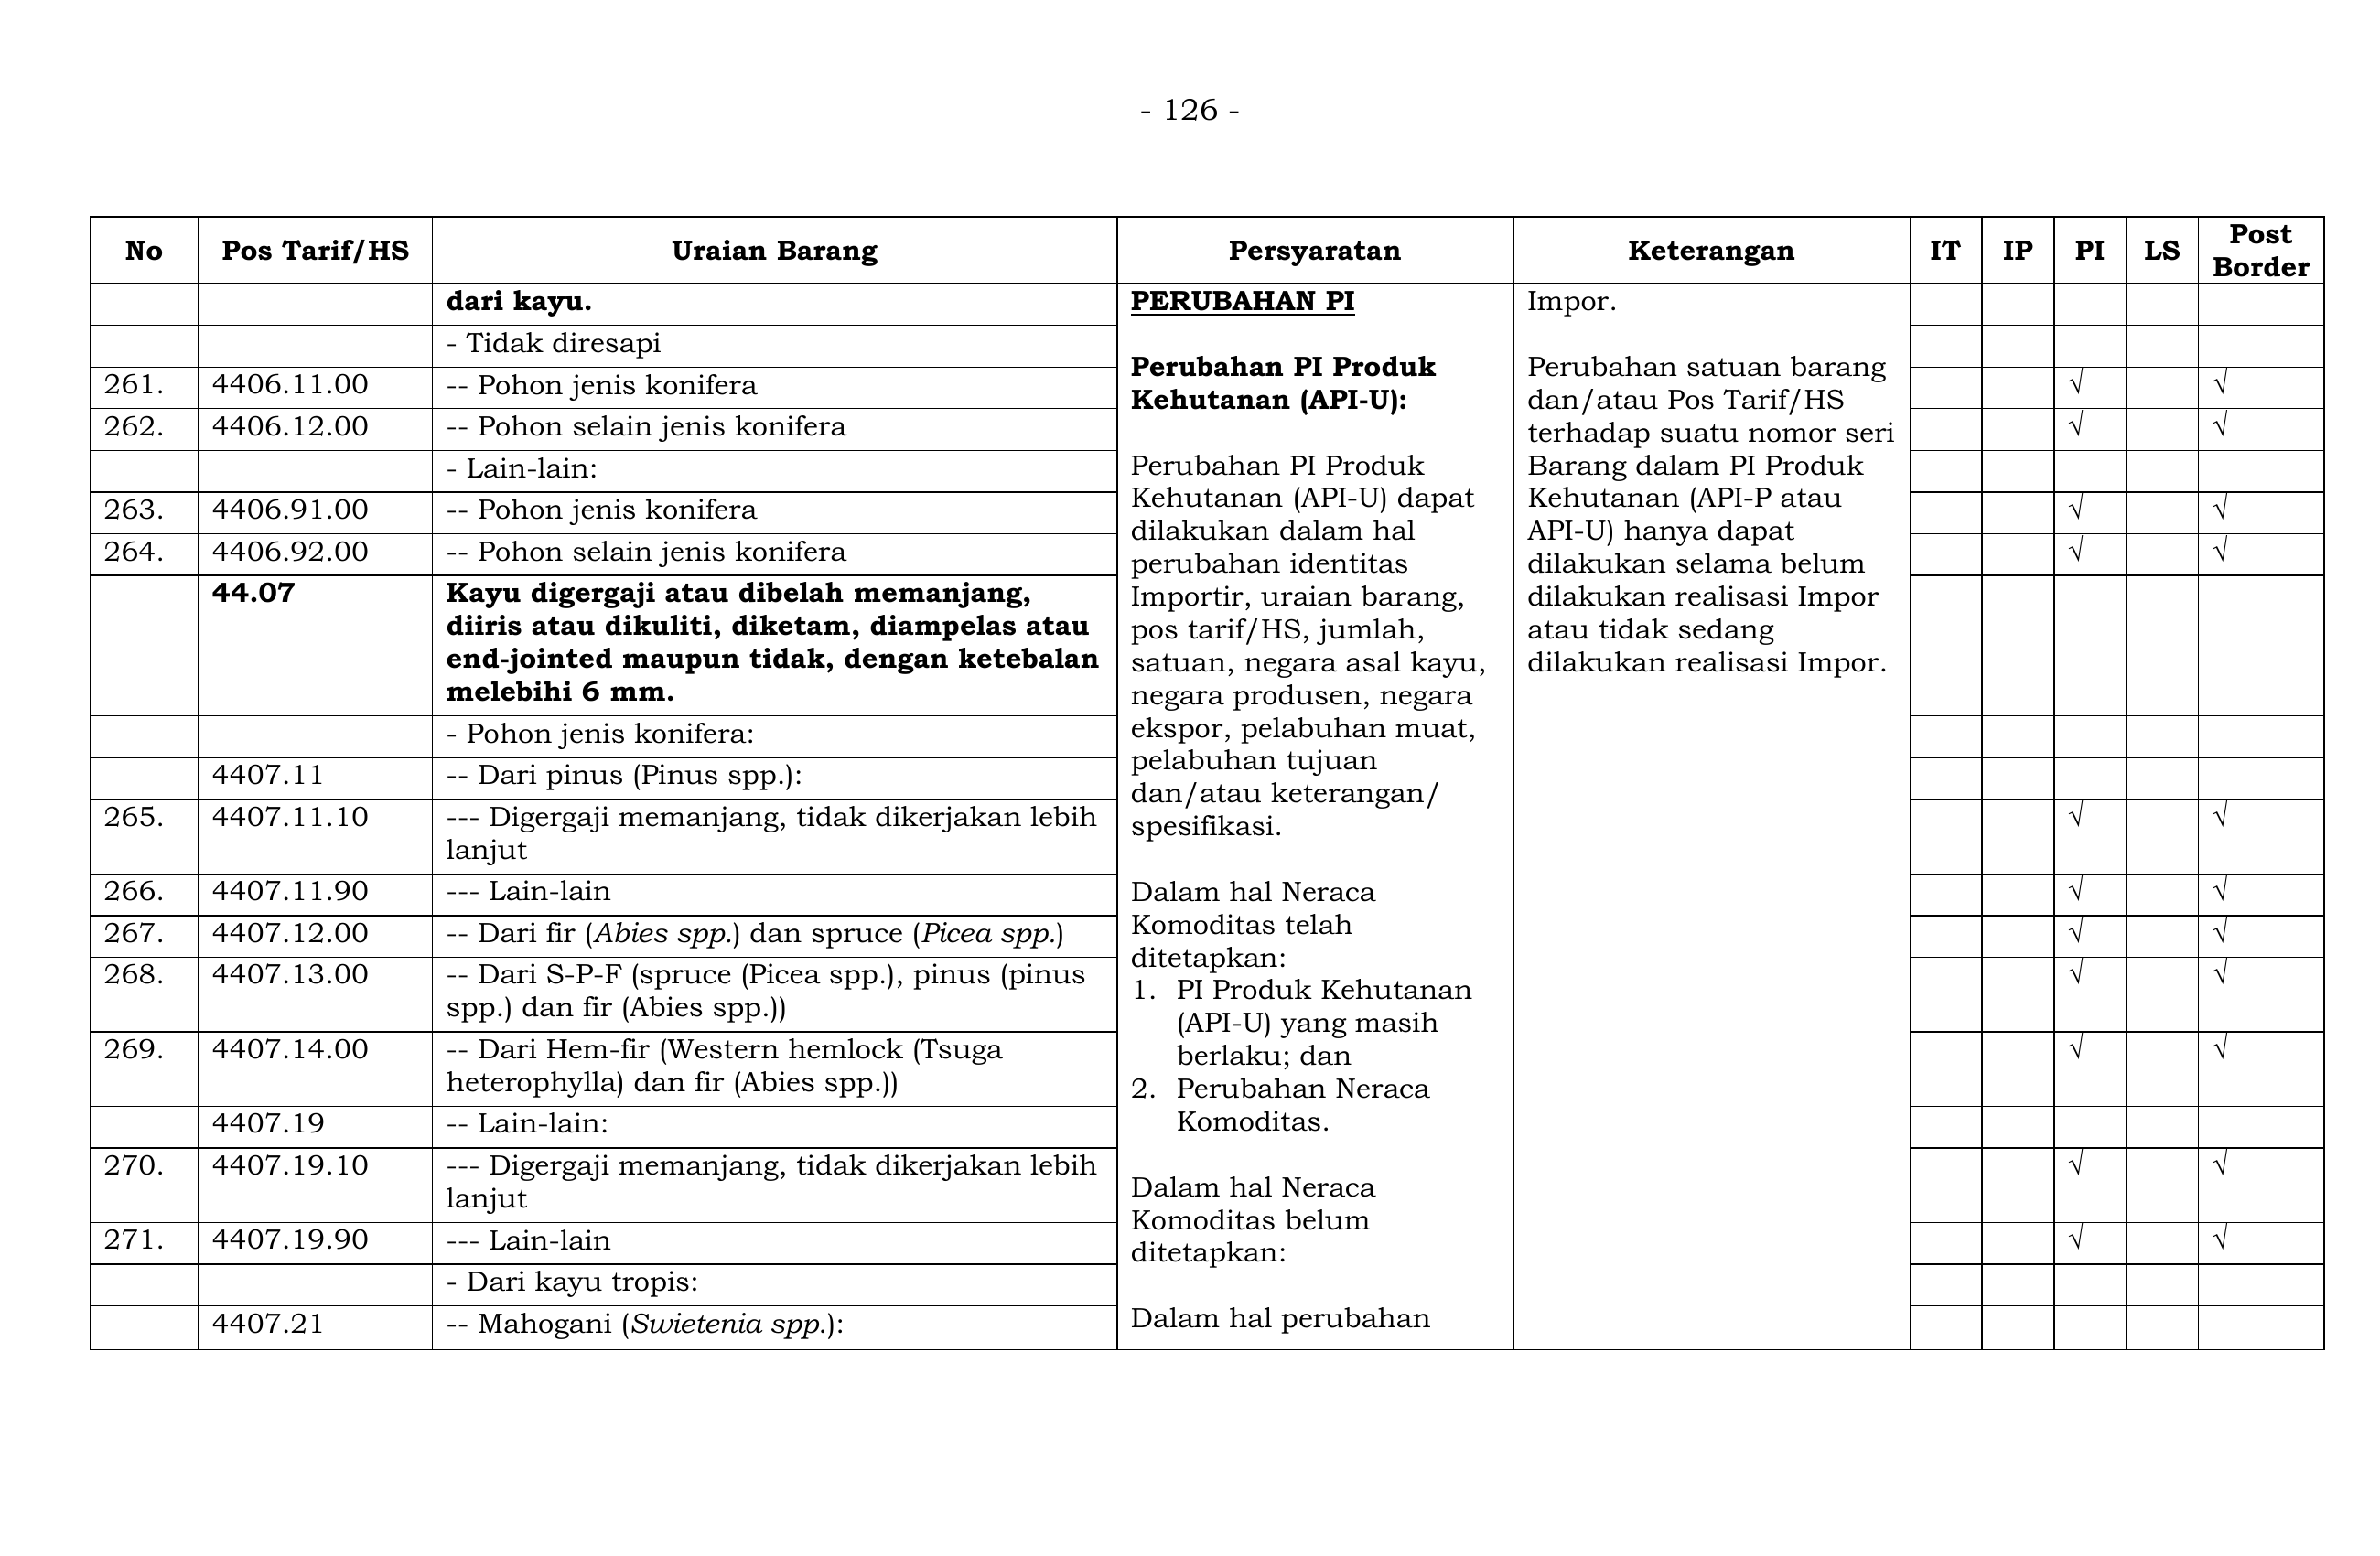 - 126 -
No Pos Tarif/HS Uraian Barang Persyaratan Keterangan IT IP PI LS Post Border
dari kayu.
- Tidak diresapi
261. 4406.11.00 -- Pohon jenis konifera √ √
262. 4406.12.00 -- Pohon selain jenis konifera √ √
- Lain-lain:
263. 4406.91.00 -- Pohon jenis konifera √ √
264. 4406.92.00 -- Pohon selain jenis konifera √ √
44.07 Kayu digergaji atau dibelah memanjang,
diiris atau dikuliti, diketam, diampelas atau
end-jointed maupun tidak, dengan ketebalan
melebihi 6 mm.
- Pohon jenis konifera:
4407.11 -- Dari pinus (Pinus spp.):
265. 4407.11.10 --- Digergaji memanjang, tidak dikerjakan lebih √ √
lanjut
266. 4407.11.90 --- Lain-lain √ √
267. 4407.12.00 -- Dari fir (Abies spp.) dan spruce (Picea spp.) √ √
268. 4407.13.00 -- Dari S-P-F (spruce (Picea spp.), pinus (pinus √ √
spp.) dan fir (Abies spp.))
269. 4407.14.00 -- Dari Hem-fir (Western hemlock (Tsuga √ √
heterophylla) dan fir (Abies spp.))
4407.19 -- Lain-lain:
270. 4407.19.10 --- Digergaji memanjang, tidak dikerjakan lebih √ √
lanjut
271. 4407.19.90 --- Lain-lain √ √
- Dari kayu tropis:
4407.21 -- Mahogani (Swietenia spp.):
PERUBAHAN PI
Perubahan PI Produk
Kehutanan (API-U):
Perubahan PI Produk
Kehutanan (API-U) dapat
dilakukan dalam hal
perubahan identitas
Importir, uraian barang,
pos tarif/HS, jumlah,
satuan, negara asal kayu,
negara produsen, negara
ekspor, pelabuhan muat,
pelabuhan tujuan
dan/atau keterangan/
spesifikasi.
Dalam hal Neraca
Komoditas telah
ditetapkan:
1. PI Produk Kehutanan
(API-U) yang masih
berlaku; dan
2. Perubahan Neraca
Komoditas.
Dalam hal Neraca
Komoditas belum
ditetapkan:
Dalam hal perubahan
Impor.
Perubahan satuan barang
dan/atau Pos Tarif/HS
terhadap suatu nomor seri
Barang dalam PI Produk
Kehutanan (API-P atau
API-U) hanya dapat
dilakukan selama belum
dilakukan realisasi Impor
atau tidak sedang
dilakukan realisasi Impor.